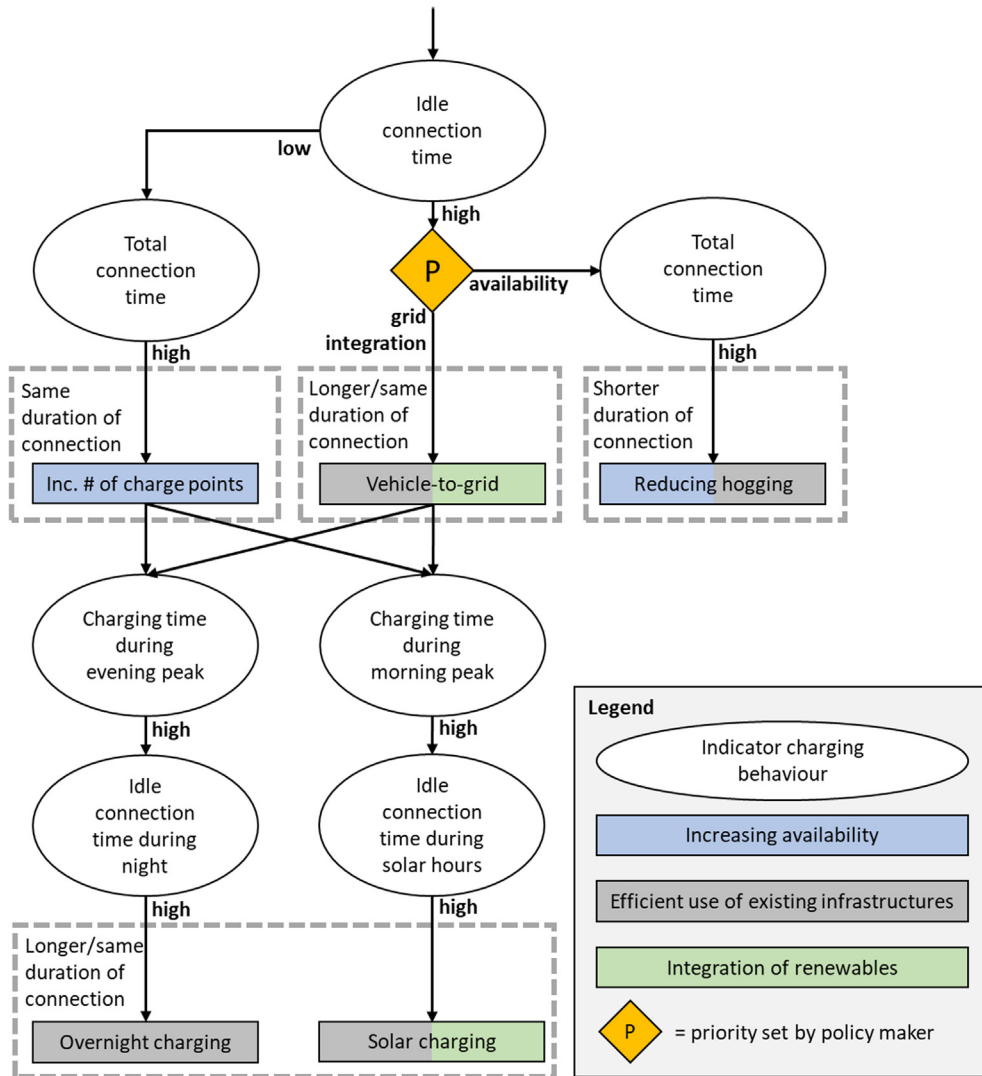 Idle
connection
time
low
high
Total
connection
time
P
availability
Total
connection
time
grid
integration
high
high
Same
duration of
connection
Longer/same
duration of
connection
Shorter
duration of
connection
Inc. # of charge points
Vehicle-to-grid
Reducing hogging
Charging time
during
evening peak
Charging time
during
morning peak
high
high
Idle
connection
time during
night
Idle
connection
time during
solar hours
high
high
Longer/same
duration of
connection
Overnight charging
Solar charging
Legend
Indicator charging
behaviour
Increasing availability
Efficient use of existing infrastructures
Integration of renewables
P = priority set by policy maker